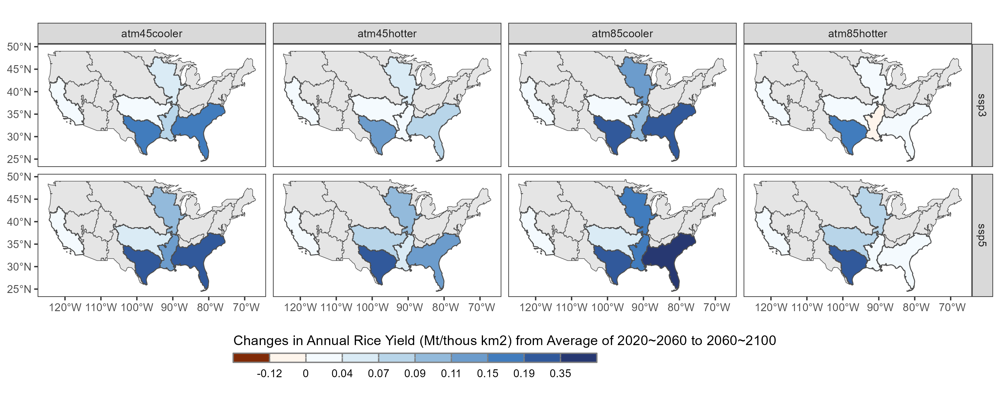 atm45cooler atm45hotter atm85cooler atm85hotter
50°N
45°N
40°N
35°N
30°N
25°N
ssp3
50°N
45°N
40°N
35°N
30°N
25°N
ssp5
120°W 110°W 100°W 90°W 80°W 70°W 120°W 110°W 100°W 90°W 80°W 70°W 120°W 110°W 100°W 90°W 80°W 70°W 120°W 110°W 100°W 90°W 80°W 70°W
Changes in Annual Rice Yield (Mt/thous km2) from Average of 2020~2060 to 2060~2100
-0.12 0 0.04 0.07 0.09 0.11 0.15 0.19 0.35